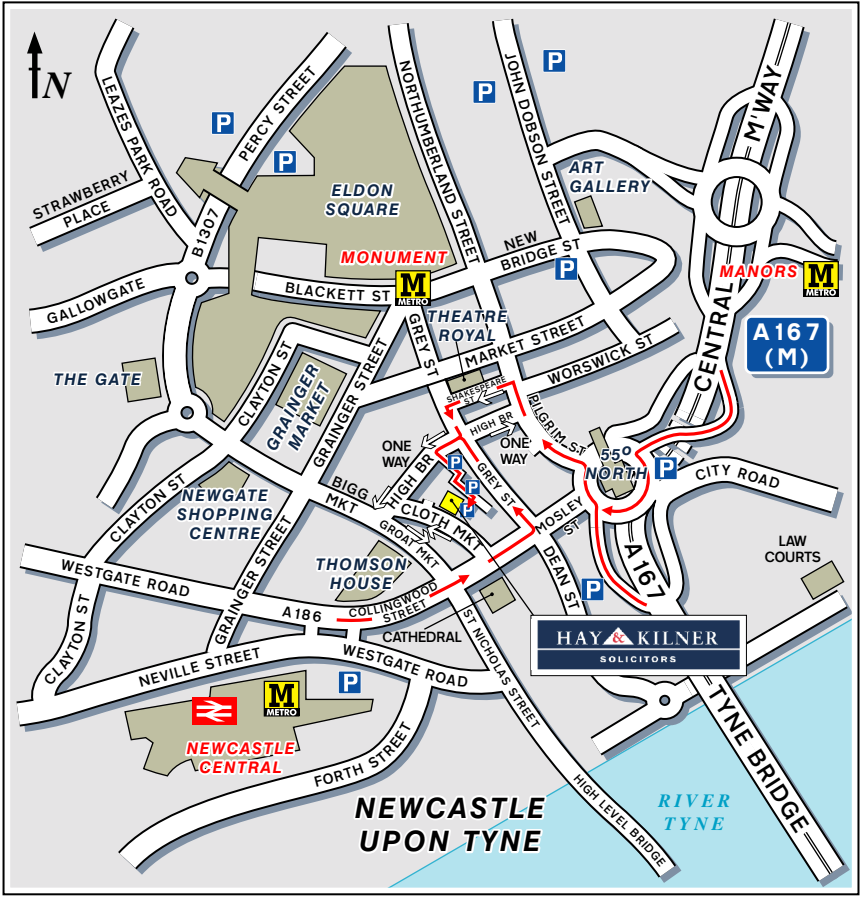 N
LEAZES PARK ROAD
STRAWBERRY
PLACE
P
P
PERCY STREET
B1307
ELDON
SQUARE
NORTHUMBERLAND STREET
P
P
JOHN DOBSON STREET
ART
GALLERY
M'WAY
CENTRAL
MONUMENT
M
METRO
NEW
BRIDGE ST
P
MANORS
M
METRO
A167
(M)
GALLOWGATE
BLACKETT ST
THEATRE
ROYAL
MARKET STREET
WORSWICK ST
GREY ST
SHAKESPEARE
ST
THE GATE
CLAYTON ST
GRAINGER
MARKET
GRAINGER STREET
HIGH BR
PILGRIM ST
ONE
WAY
ONE
WAY
55º
NORTH
P
CITY ROAD
P
P
P
HIGH BR
GREY ST
BIGG
MKT
CLOTH MKT
GROAT MKT
MOSLEY
ST
CLAYTON ST
NEWGATE
SHOPPING
CENTRE
GRAINGER STREET
THOMSON
HOUSE
DEAN ST
P
A167
LAW
COURTS
WESTGATE ROAD
A186
COLLINGWOOD
STREET
CATHEDRAL
HAY & KILNER
SOLICITORS
CLAYTON ST
NEVILLE STREET
WESTGATE ROAD
ST NICHOLAS STREET
P
M
METRO
NEWCASTLE
CENTRAL
FORTH STREET
HIGH LEVEL BRIDGE
TYNE BRIDGE
RIVER
TYNE
NEWCASTLE
UPON TYNE